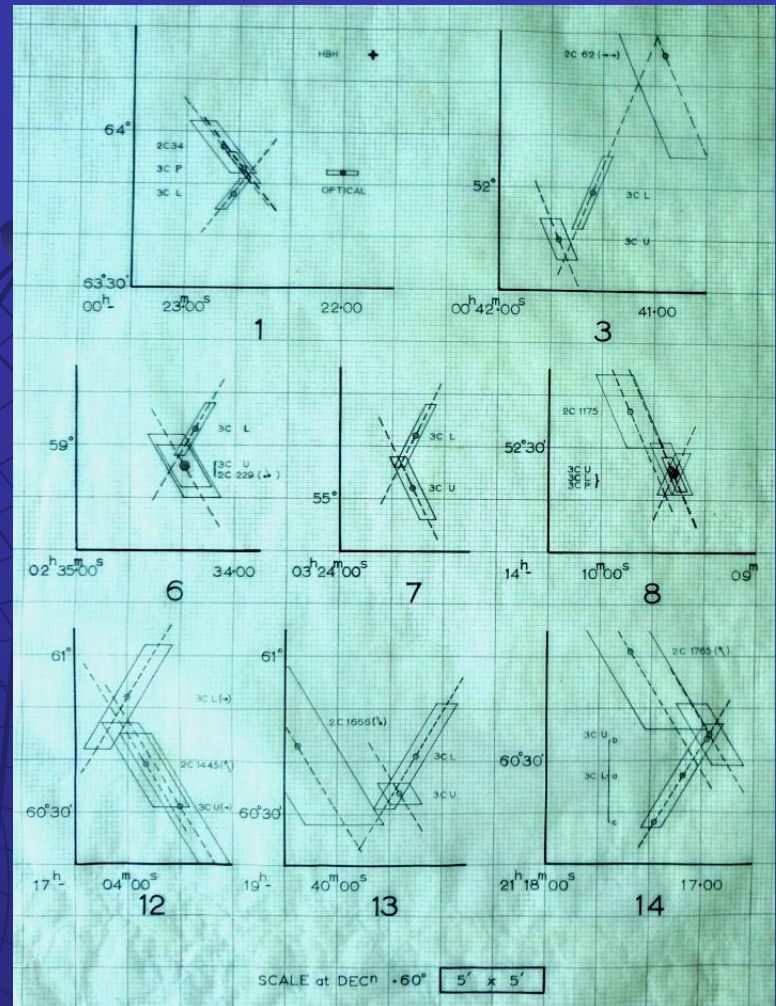 HBH
64°
2C34
3C P
3C L
OPTICAL
63°30'
00h-
23m00s
22·00
1
2C 62 (→→)
52°
3C L
3C U
00h42m00s
41·00
3
59°
3C L
3C U
2C 229
02h35m00s
34·00
6
3C L
3C U
55°
03h24m00s
7
2C 1175
52°30'
3C U
3C L
3C P
14h-
10m00s
09m
8
61°
3C L (→)
2C 1445 (↖)
3C U (→)
60°30'
17h-
04m00s
12
61°
2C 1666 (↘)
3C L
3C U
60°30'
19h-
40m00s
13
2C 1765 (↖)
3C U, b
60°30'
3C L a
c
21h18m00s
17·00
14
SCALE at DECn ·60° 5' x 5'